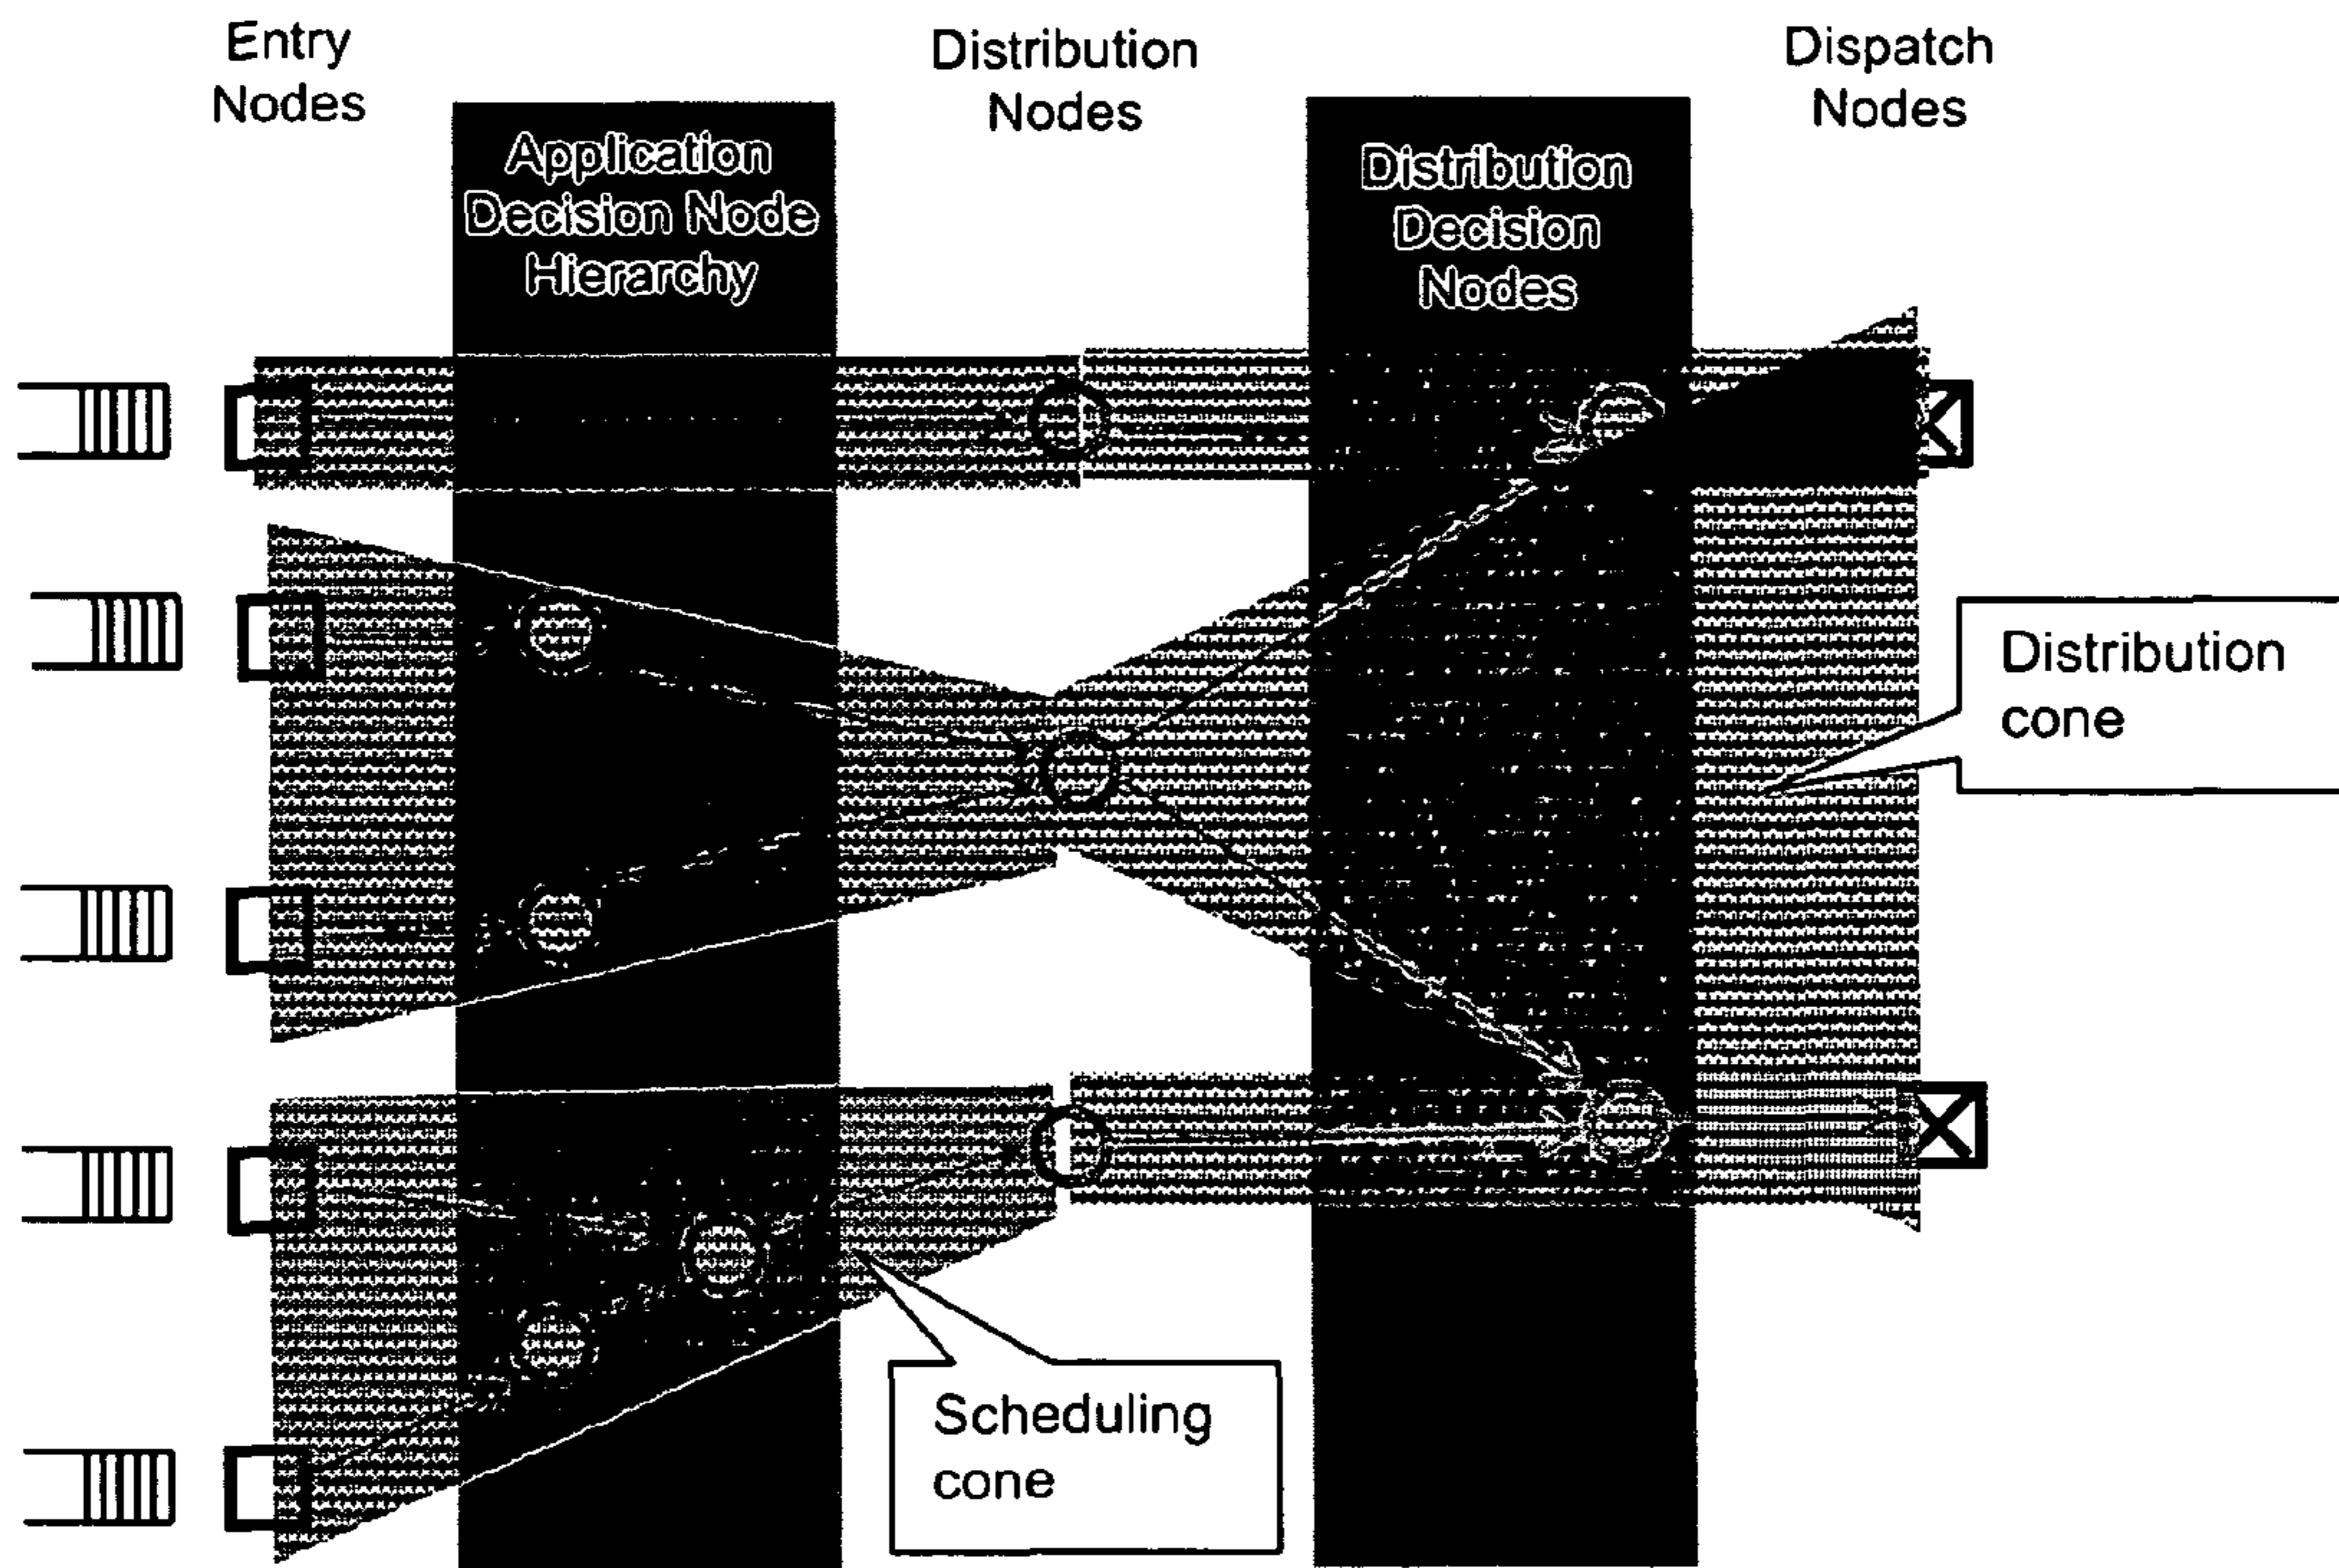 Entry
Nodes
Application
Decision Node
Hierarchy
Distribution
Nodes
Distribution
Decision
Nodes
Dispatch
Nodes
Distribution
cone
Scheduling
cone